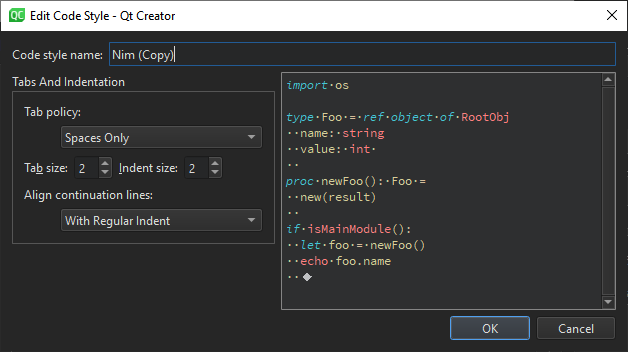 QC Edit Code Style - Qt Creator
Code style name: Nim (Copy)
Tabs And Indentation
Tab policy:
Spaces Only
Tab size: 2 Indent size: 2
Align continuation lines:
With Regular Indent
import·os
type·Foo·=·ref·object·of·RootObj
··name:·string
··value:·int·
··
proc·newFoo():·Foo·=
··new(result)
··
if·isMainModule():
··let·foo·=·newFoo()
··echo·foo.name
··◆
OK Cancel